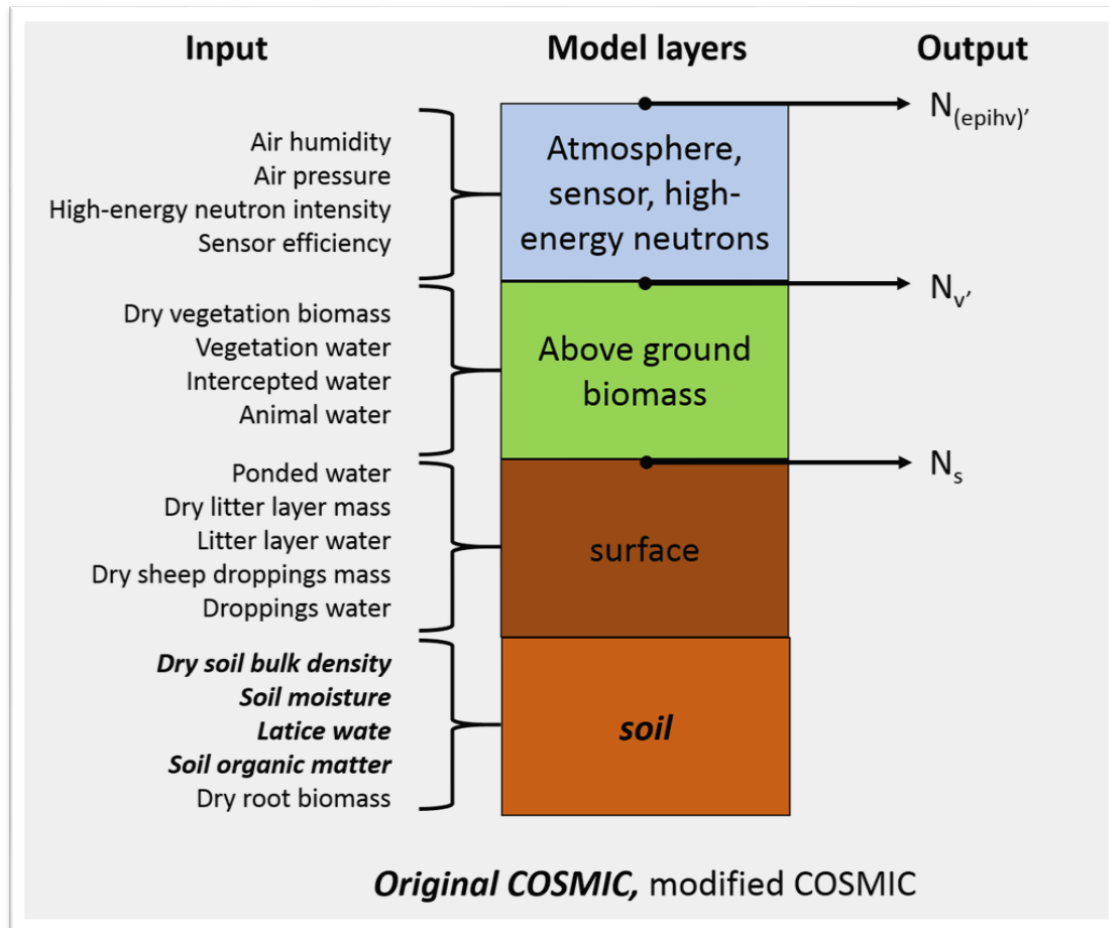 Input
Model layers
Output
N(epihv)'
Air humidity
Air pressure
High-energy neutron intensity
Sensor efficiency
Atmosphere,
sensor, high-
energy neutrons
Nv'
Dry vegetation biomass
Vegetation water
Intercepted water
Animal water
Above ground
biomass
Ns
Ponded water
Dry litter layer mass
Litter layer water
Dry sheep droppings mass
Droppings water
surface
Dry soil bulk density
Soil moisture
Latice wate
Soil organic matter
Dry root biomass
soil
Original COSMIC, modified COSMIC